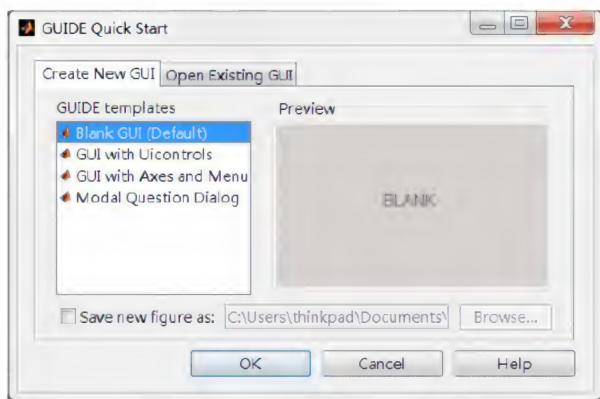 GUIDE Quick Start
Create New GUI Open Existing GUI
GUIDE templates
Blank GUI (Default)
GUI with Uicontrols
GUI with Axes and Menu
Modal Question Dialog
Preview
BLANK
Save new figure as: C:\Users\thinkpad\Documents\ Browse...
OK Cancel Help